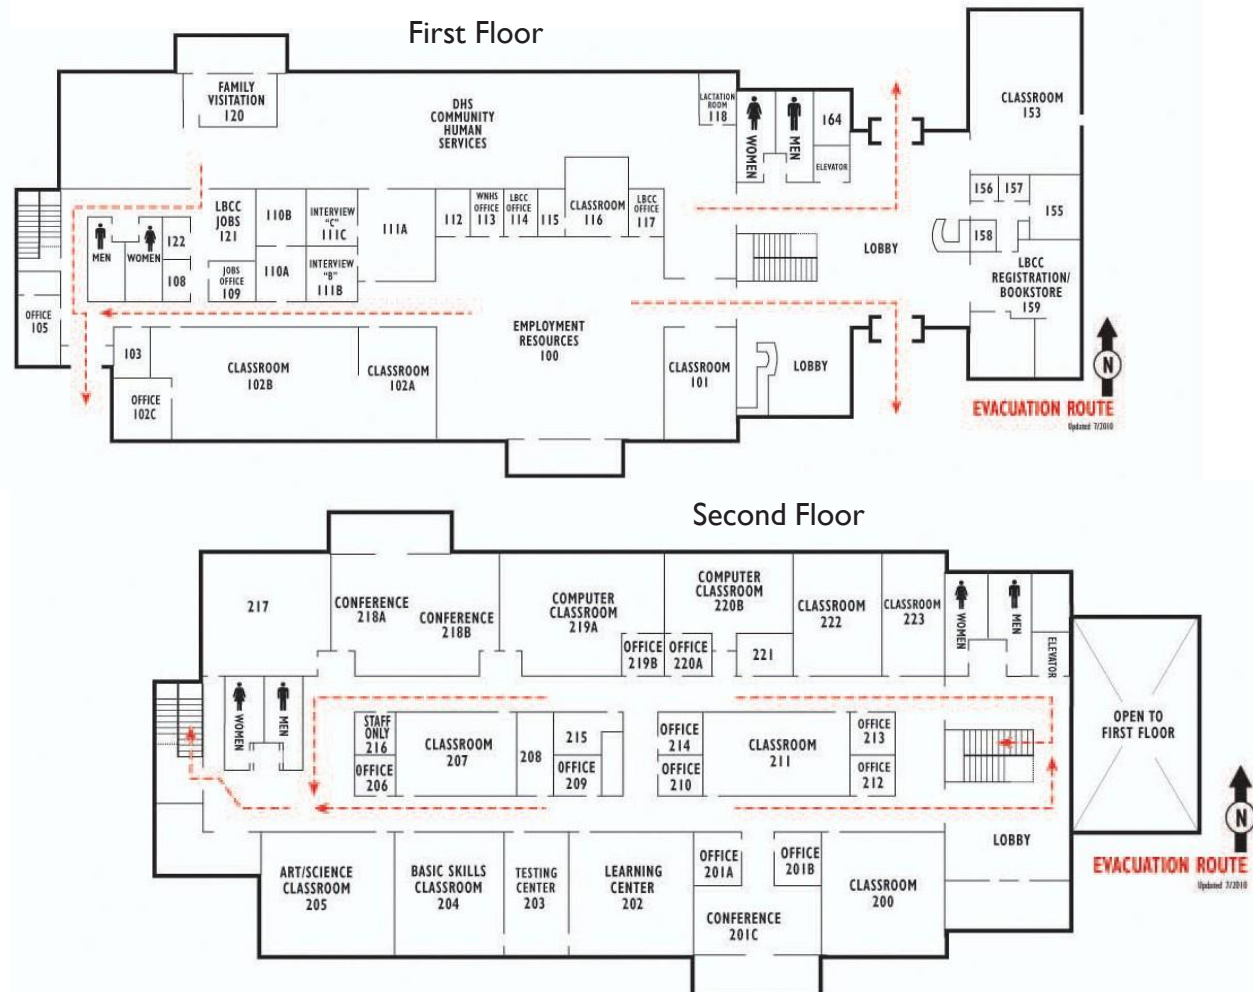 First Floor
FAMILY
VISITATION
120
DHS
COMMUNITY
HUMAN
SERVICES
LACTATION
ROOM
118
WOMEN
MEN
164
ELEVATOR
CLASSROOM
153
LBCC
JOBS
121
110B
INTERVIEW
"C"
111C
111A
112
WNHS
OFFICE
113
LBCC
OFFICE
114
115
CLASSROOM
116
LBCC
OFFICE
117
156
157
155
158
LOBBY
LBCC
REGISTRATION/
BOOKSTORE
159
MEN
WOMEN
122
108
JOBS
OFFICE
109
110A
INTERVIEW
"B"
111B
OFFICE
105
103
OFFICE
102C
CLASSROOM
102B
CLASSROOM
102A
EMPLOYMENT
RESOURCES
100
CLASSROOM
101
LOBBY
N
EVACUATION ROUTE
Updated 7/2010
Second Floor
217
CONFERENCE
218A
CONFERENCE
218B
COMPUTER
CLASSROOM
219A
OFFICE
219B
COMPUTER
CLASSROOM
220B
OFFICE
220A
221
CLASSROOM
222
CLASSROOM
223
WOMEN
MEN
ELEVATOR
WOMEN
MEN
STAFF
ONLY
216
OFFICE
206
CLASSROOM
207
208
215
OFFICE
209
OFFICE
214
OFFICE
210
CLASSROOM
211
OFFICE
213
OFFICE
212
OPEN TO
FIRST FLOOR
LOBBY
ART/SCIENCE
CLASSROOM
205
BASIC SKILLS
CLASSROOM
204
TESTING
CENTER
203
LEARNING
CENTER
202
OFFICE
201A
OFFICE
201B
CONFERENCE
201C
CLASSROOM
200
N
EVACUATION ROUTE
Updated 7/2010